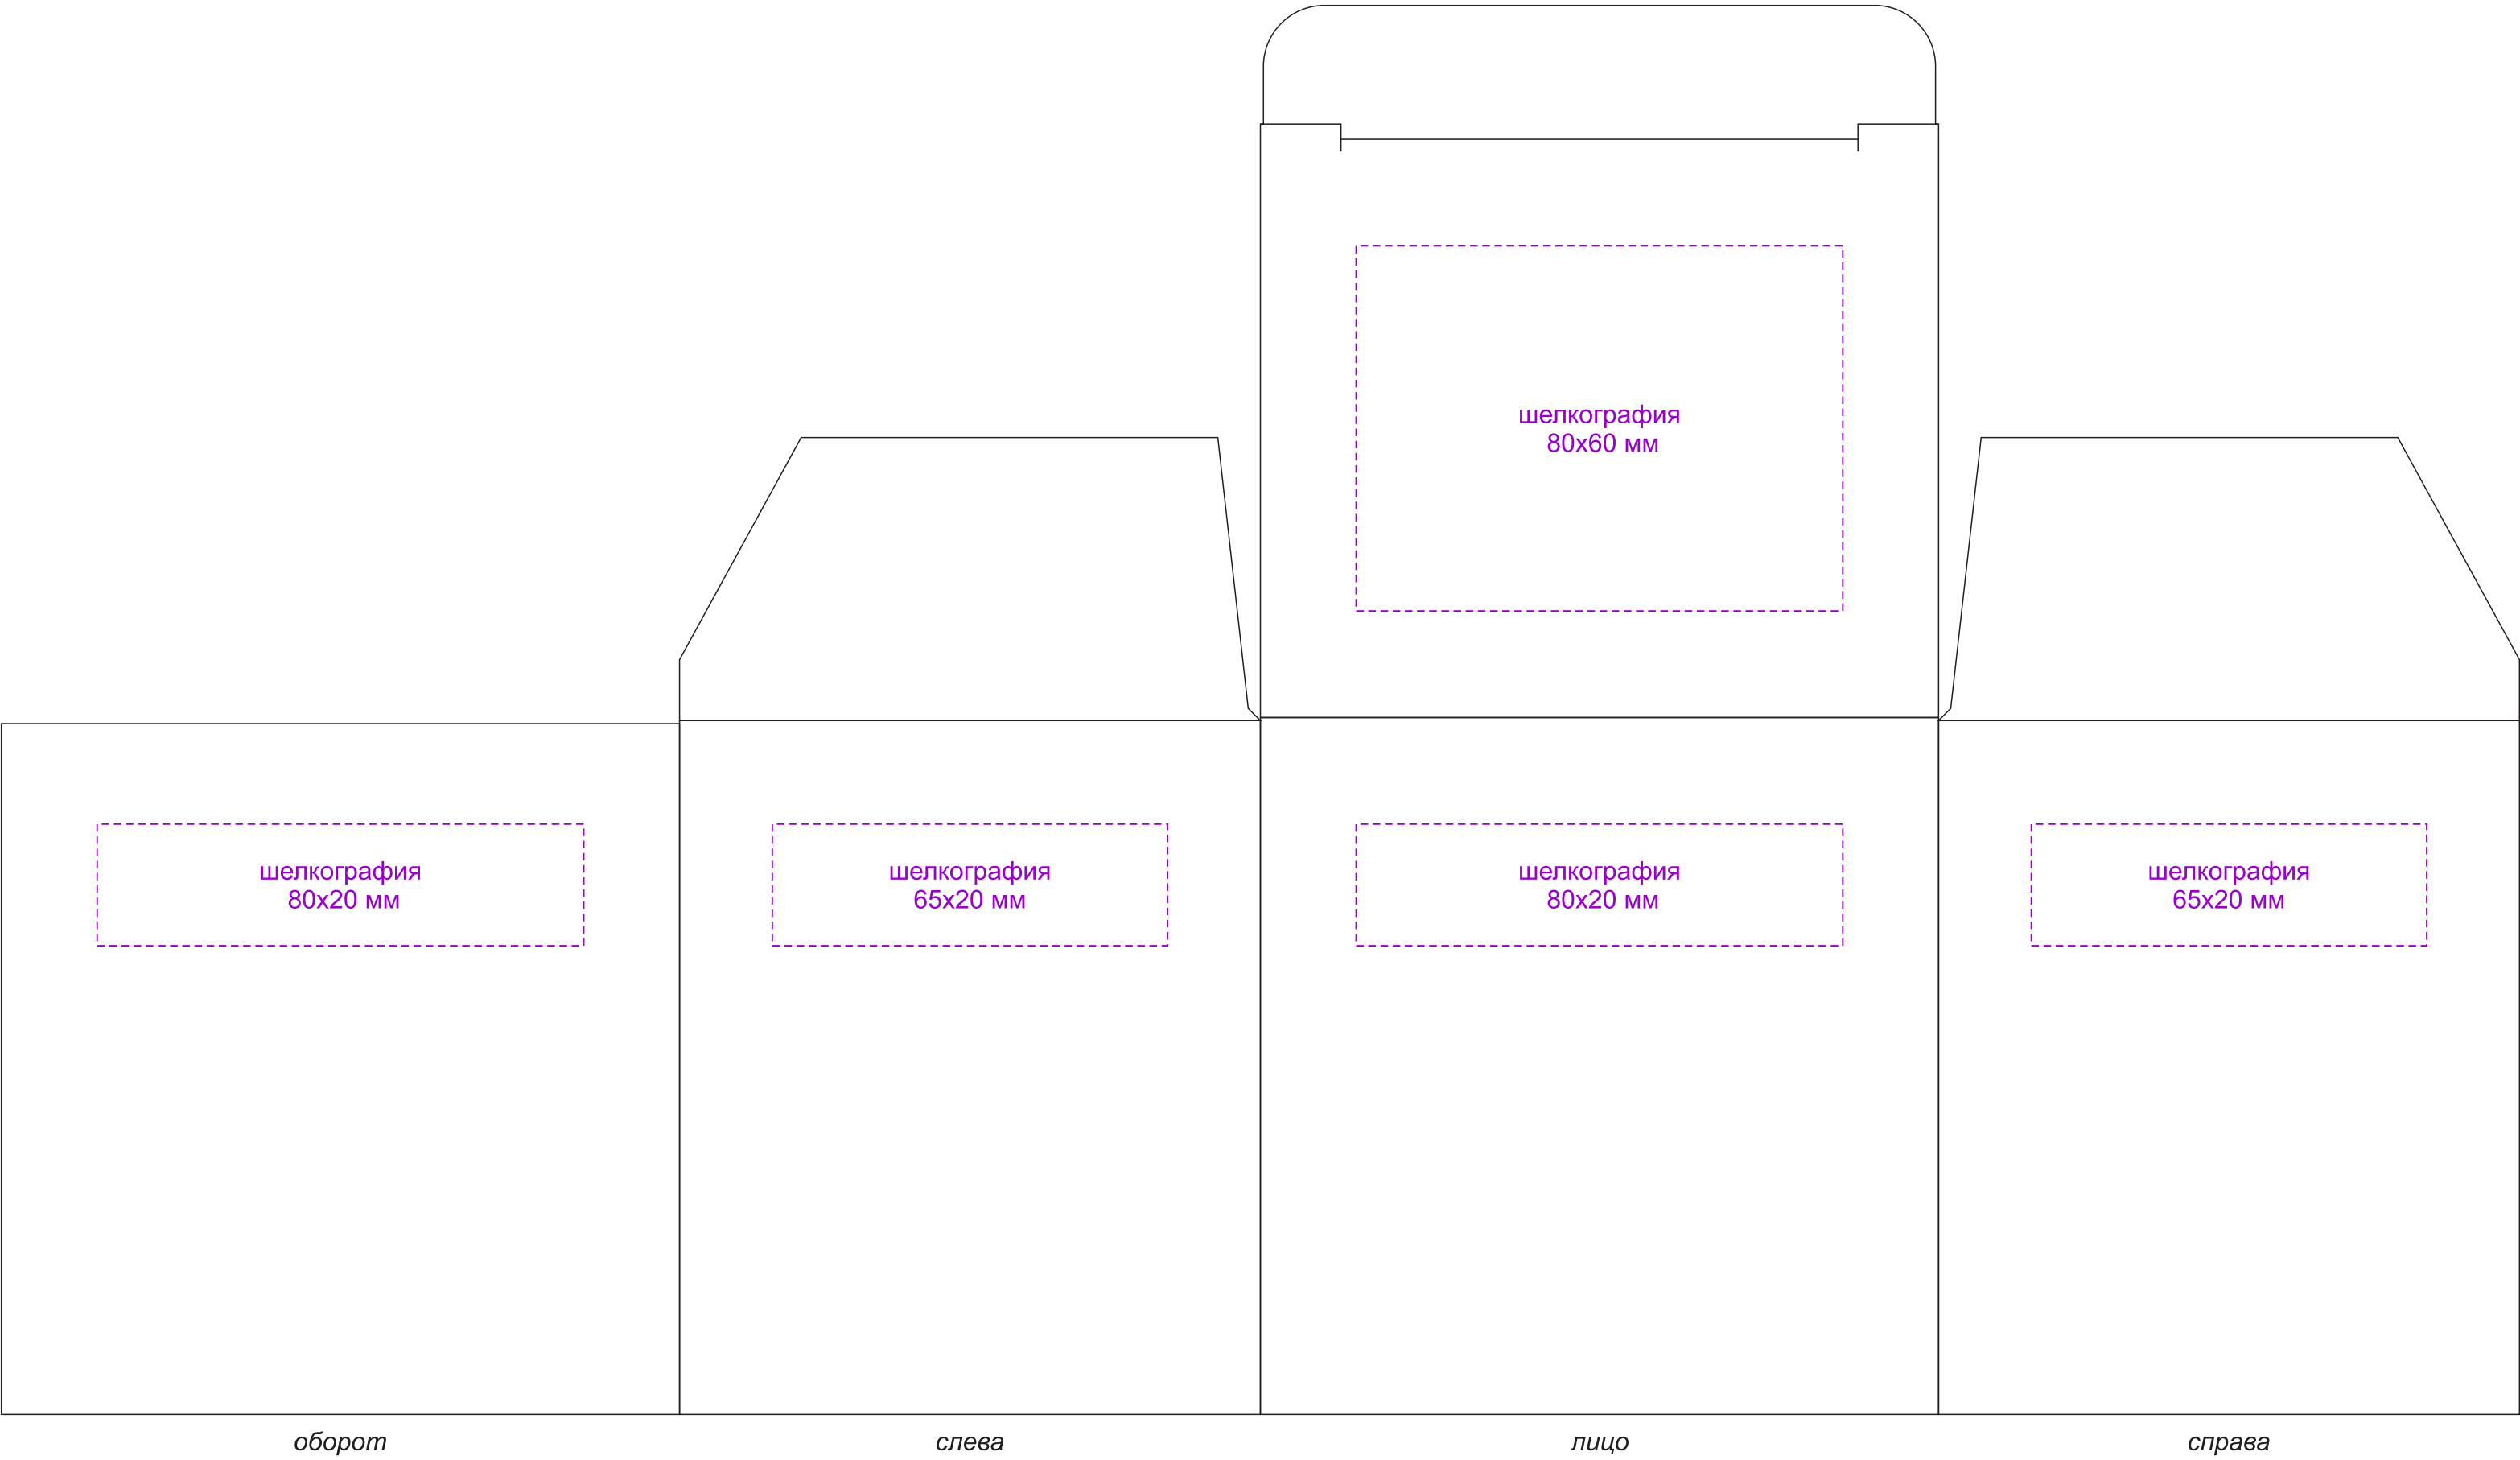 шелкография
80х60 мм
шелкография
80х20 мм
шелкография
65х20 мм
шелкография
80х20 мм
шелкография
65х20 мм
оборот
слева
лицо
справа